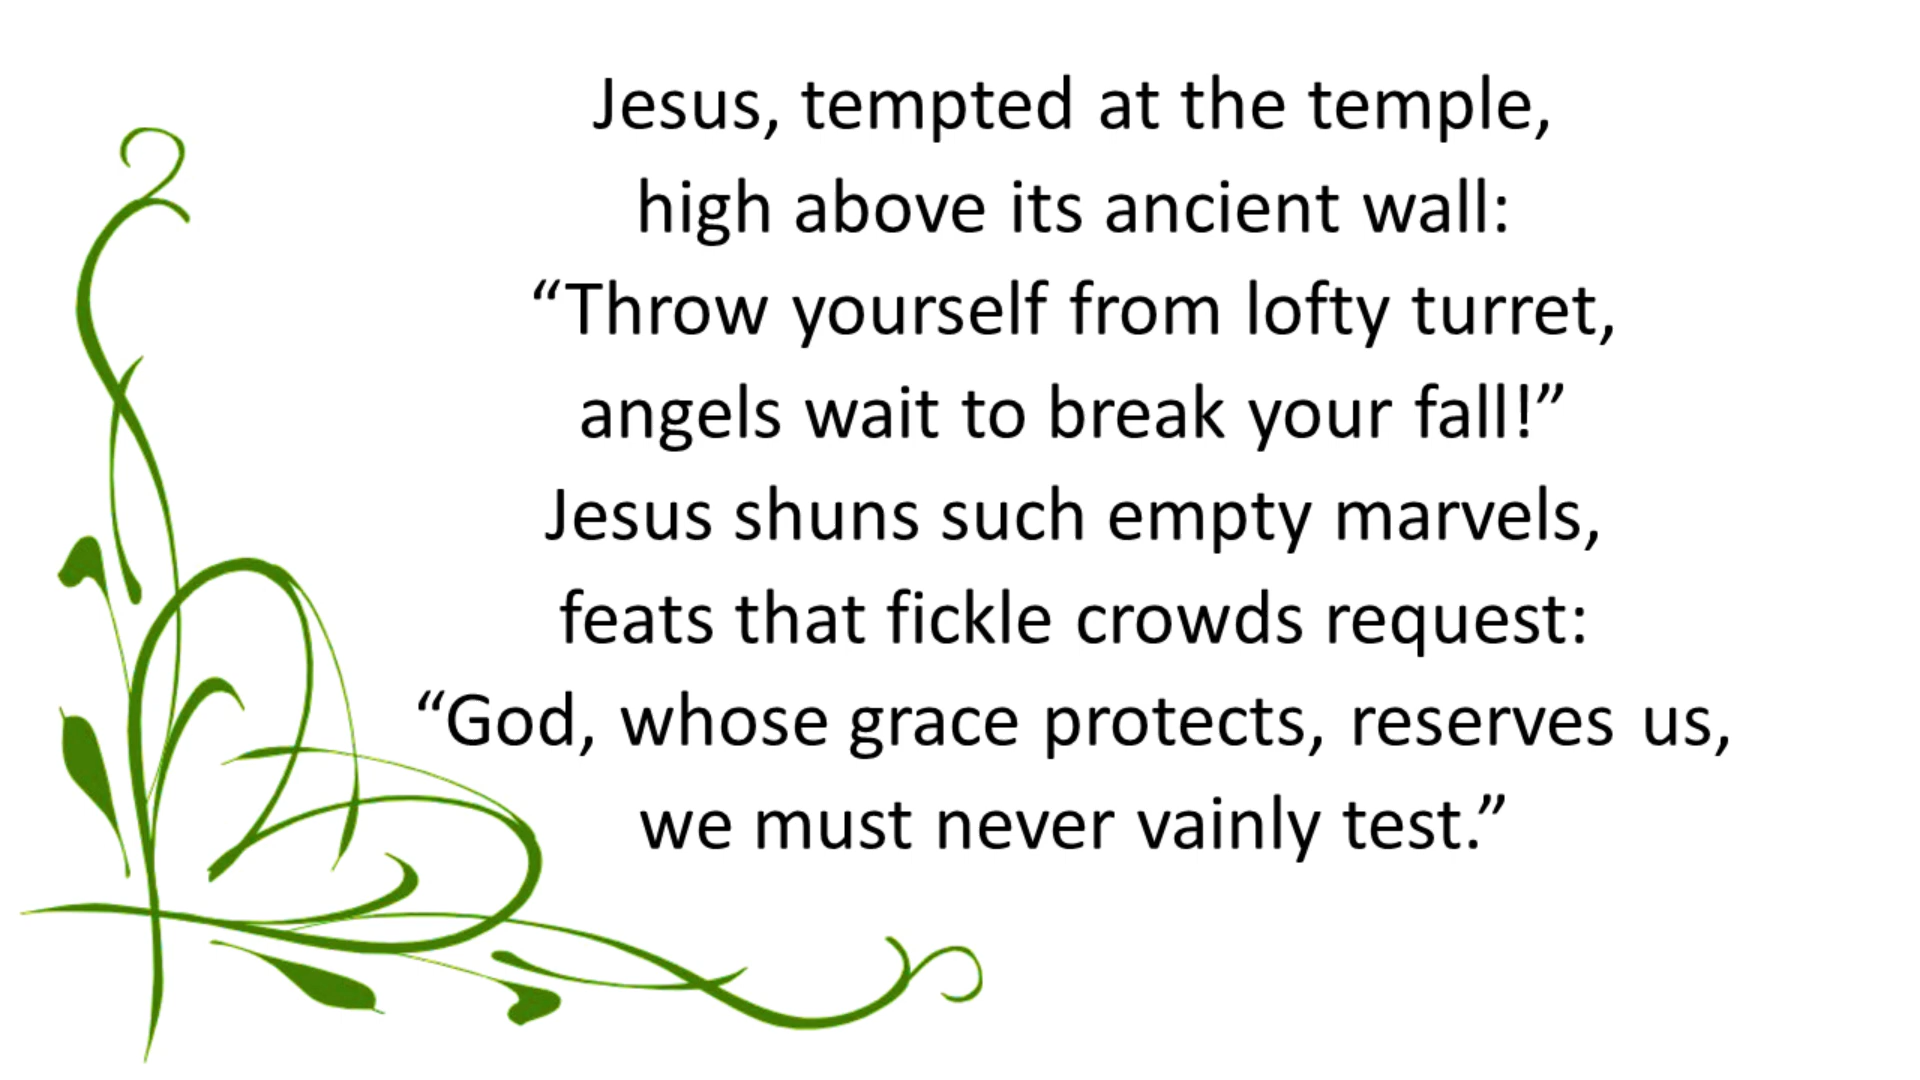 Jesus, tempted at the temple,
high above its ancient wall:
“Throw yourself from lofty turret,
angels wait to break your fall!”
Jesus shuns such empty marvels,
feats that fickle crowds request:
“God, whose grace protects, reserves us,
we must never vainly test.”